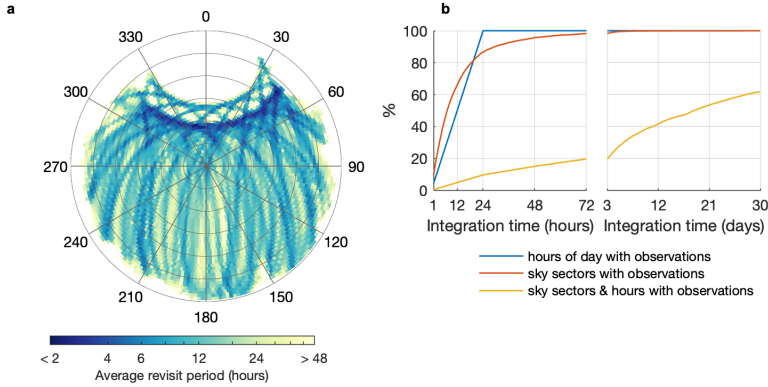 a
0
330
30
300
60
270
90
240
120
210
150
180
< 2 4 6 12 24 > 48
Average revisit period (hours)
b
100
80
60
40
20
0
%
1 12 24 48 72
Integration time (hours)
3 12 21 30
Integration time (days)
hours of day with observations
sky sectors with observations
sky sectors & hours with observations